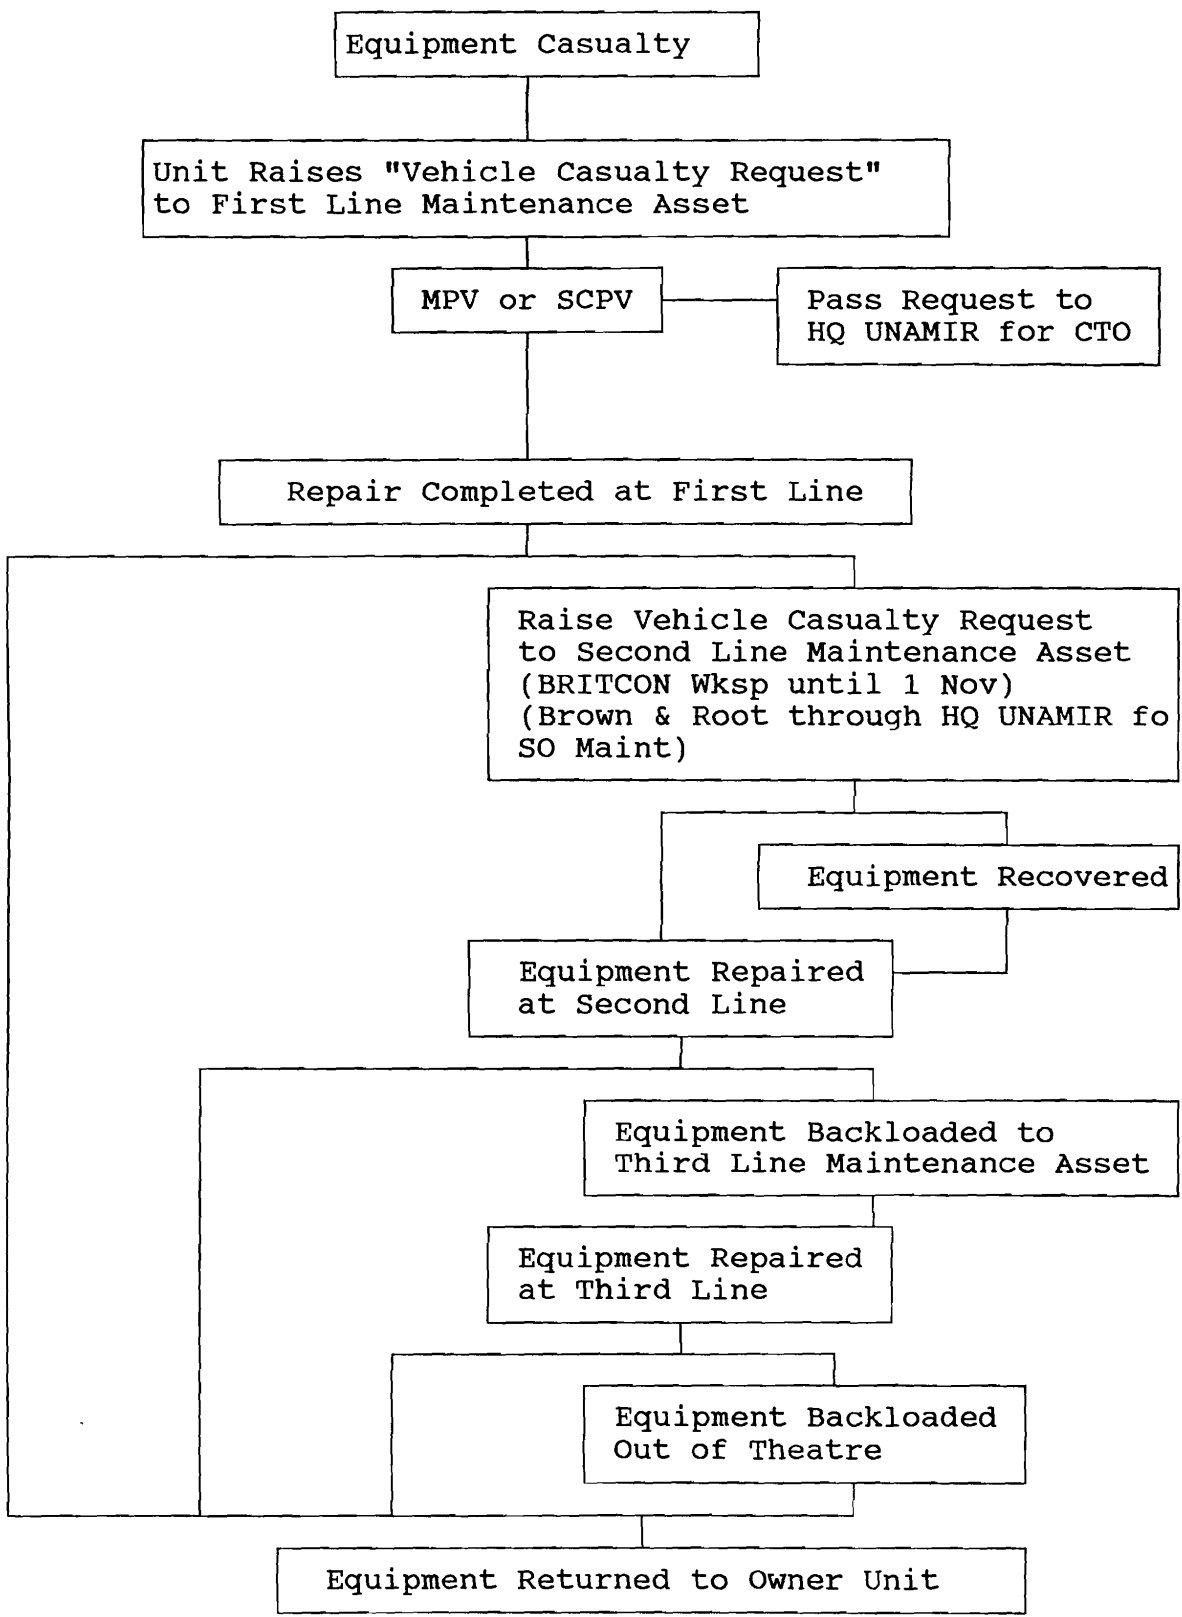 Equipment Casualty
Unit Raises "Vehicle Casualty Request"
to First Line Maintenance Asset
MPV or SCPV
Pass Request to
HQ UNAMIR for CTO
Repair Completed at First Line
Raise Vehicle Casualty Request
to Second Line Maintenance Asset
(BRITCON Wksp until 1 Nov)
(Brown & Root through HQ UNAMIR fo
SO Maint)
Equipment Recovered
Equipment Repaired
at Second Line
Equipment Backloaded to
Third Line Maintenance Asset
Equipment Repaired
at Third Line
Equipment Backloaded
Out of Theatre
Equipment Returned to Owner Unit